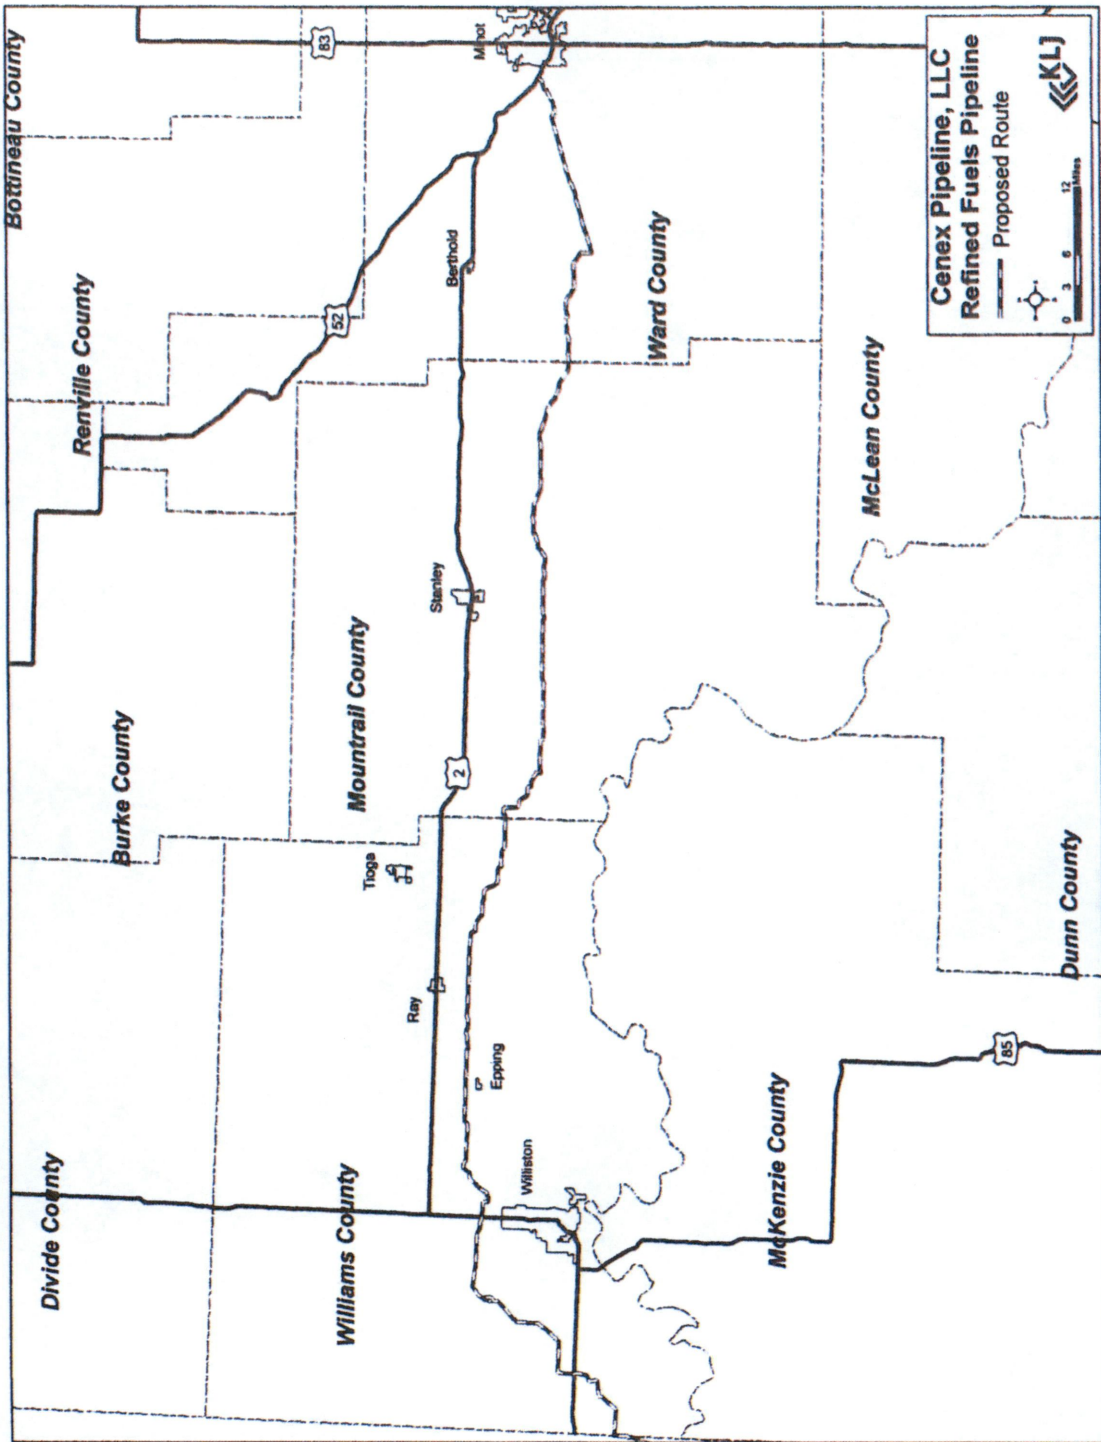 Bottineau County
Divide County
Renville County
Burke County
83
52
Williams County
Mountrail County
Tioga
Ray
Stanley
Berthold
2
Minot
Epping
Williston
Ward County
McKenzie County
McLean County
Cenex Pipeline, LLC
Refined Fuels Pipeline
Proposed Route
0 3 6 12
Miles
KLJ
85
Dunn County